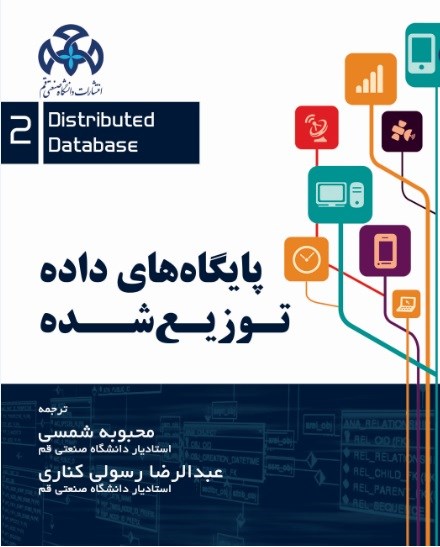 انتشارات دانشگاه صنعتی قم
2
Distributed
Database
پایگاه‌های داده
توزیع‌شده
ترجمه
محبوبه شمسی
استادیار دانشگاه صنعتی قم
عبدالرضا رسولی کناری
استادیار دانشگاه صنعتی قم